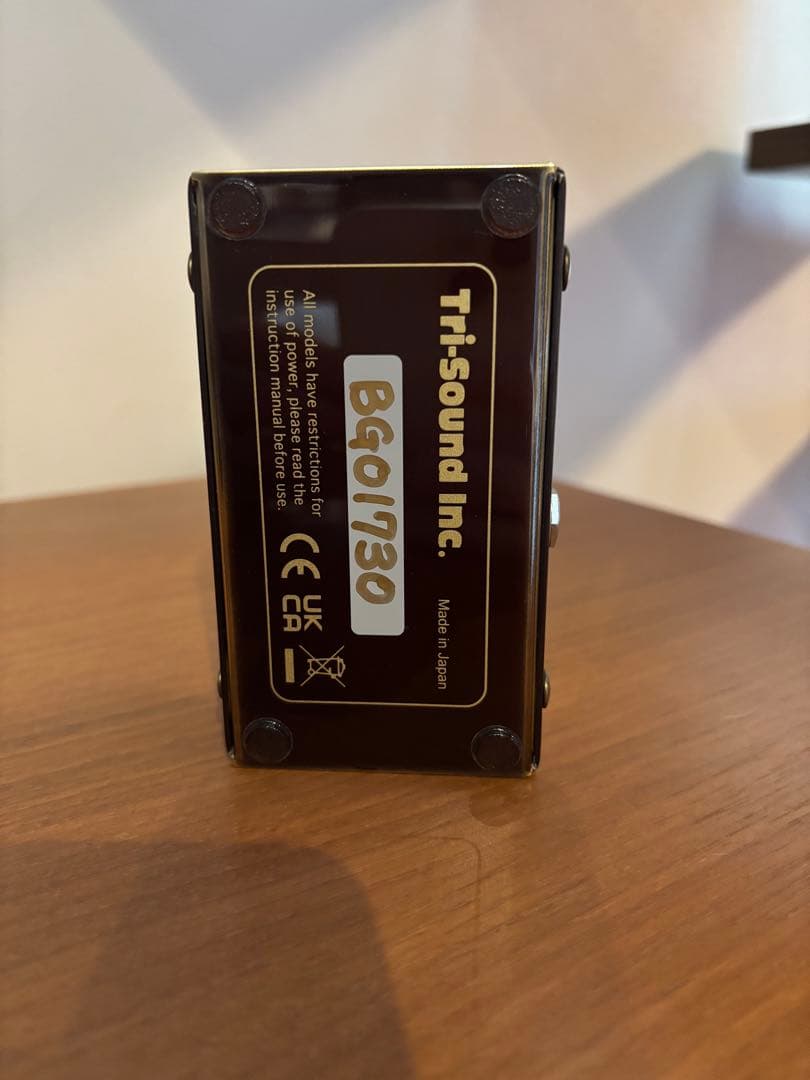 Tri-Sound Inc. Made in Japan
BG01730
All models have restrictions for
use of power, please read the
instruction manual before use.
CE
UK
CA